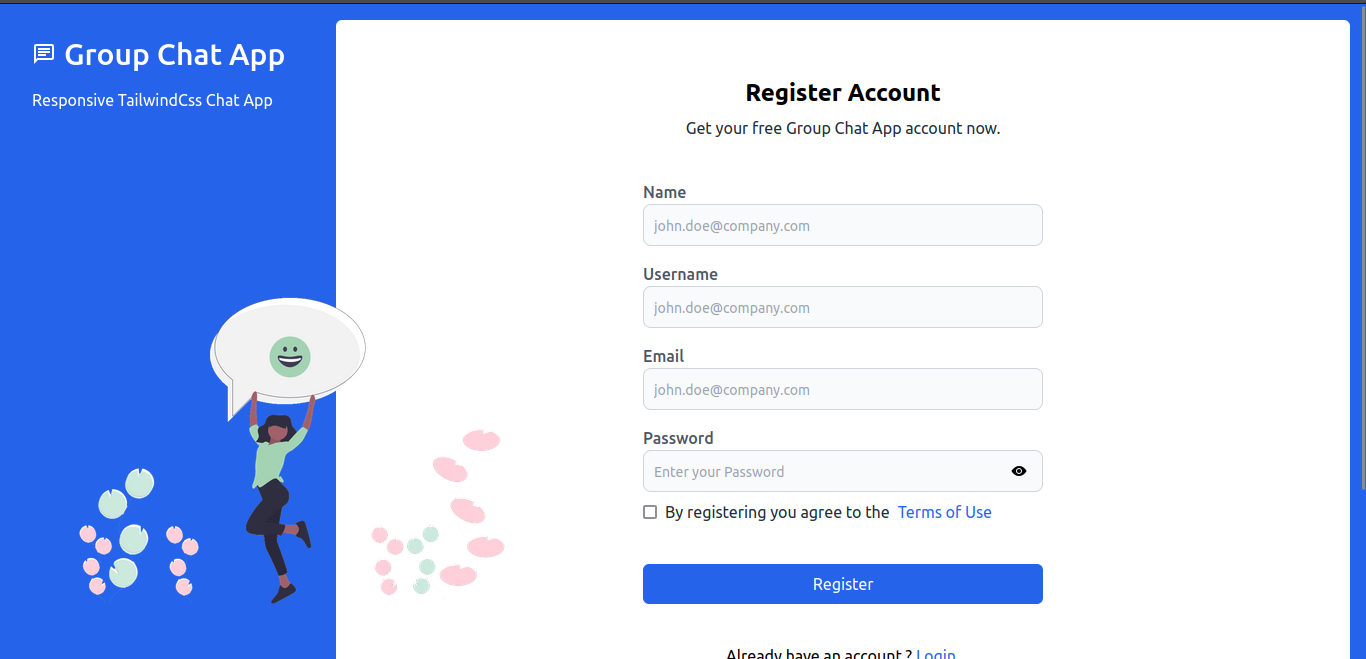 Group Chat App
Responsive TailwindCss Chat App
Register Account
Get your free Group Chat App account now.
Name
john.doe@company.com
Username
john.doe@company.com
Email
john.doe@company.com
Password
Enter your Password
By registering you agree to the Terms of Use
Register
Already have an account ? Login